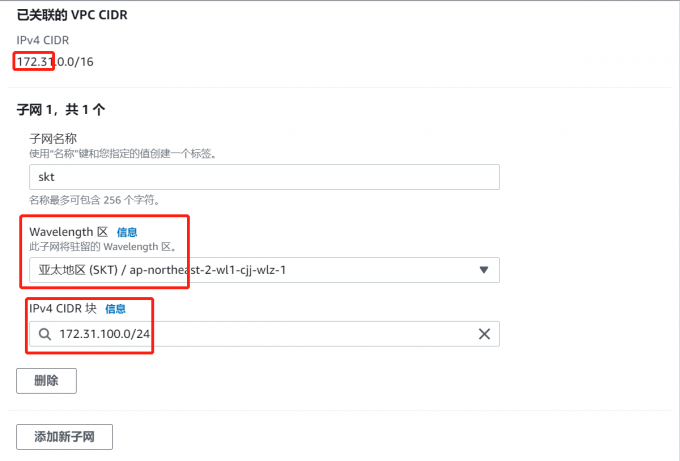 已关联的 VPC CIDR
IPv4 CIDR
172.31.0.0/16
子网 1，共 1 个
子网名称
使用“名称”键和您指定的值创建一个标签。
skt
名称最多可包含 256 个字符。
Wavelength 区 信息
此子网将驻留的 Wavelength 区。
亚太地区 (SKT) / ap-northeast-2-wl1-cjj-wlz-1
IPv4 CIDR 块 信息
172.31.100.0/24
删除
添加新子网